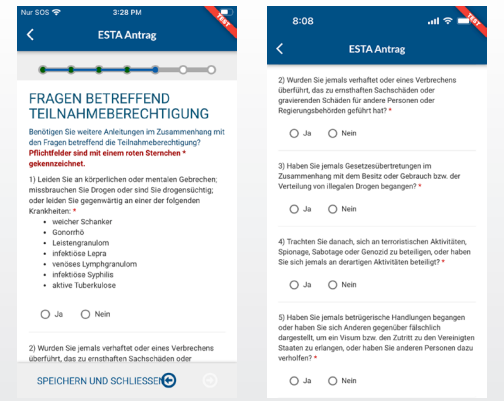 Nur SOS
3:28 PM
TEST
ESTA Antrag
FRAGEN BETREFFEND
TEILNAHMEBERECHTIGUNG
Benötigen Sie weitere Anleitungen im Zusammenhang mit
den Fragen betreffend die Teilnahmeberechtigung?
Pflichtfelder sind mit einem roten Sternchen *
gekennzeichnet.
1) Leiden Sie an körperlichen oder mentalen Gebrechen;
missbrauchen Sie Drogen oder sind Sie drogensüchtig;
oder leiden Sie gegenwärtig an einer der folgenden
Krankheiten: *
• weicher Schanker
• Gonorrhö
• Leistengranulom
• infektiöse Lepra
• venöses Lymphgranulom
• infektiöse Syphilis
• aktive Tuberkulose
Ja Nein
2) Wurden Sie jemals verhaftet oder eines Verbrechens
überführt, das zu ernsthaften Sachschäden oder
SPEICHERN UND SCHLIESSEN
8:08
TEST
ESTA Antrag
2) Wurden Sie jemals verhaftet oder eines Verbrechens
überführt, das zu ernsthaften Sachschäden oder
gravierenden Schäden für andere Personen oder
Regierungsbehörden geführt hat? *
Ja Nein
3) Haben Sie jemals Gesetzesübertretungen im
Zusammenhang mit dem Besitz oder Gebrauch bzw. der
Verteilung von illegalen Drogen begangen? *
Ja Nein
4) Trachten Sie danach, sich an terroristischen Aktivitäten,
Spionage, Sabotage oder Genozid zu beteiligen, oder haben
Sie sich jemals an derartigen Aktivitäten beteiligt? *
Ja Nein
5) Haben Sie jemals betrügerische Handlungen begangen
oder haben Sie sich Anderen gegenüber fälschlich
dargestellt, um ein Visum bzw. den Zutritt zu den Vereinigten
Staaten zu erlangen, oder haben Sie anderen Personen dazu
verholfen? *
Ja Nein